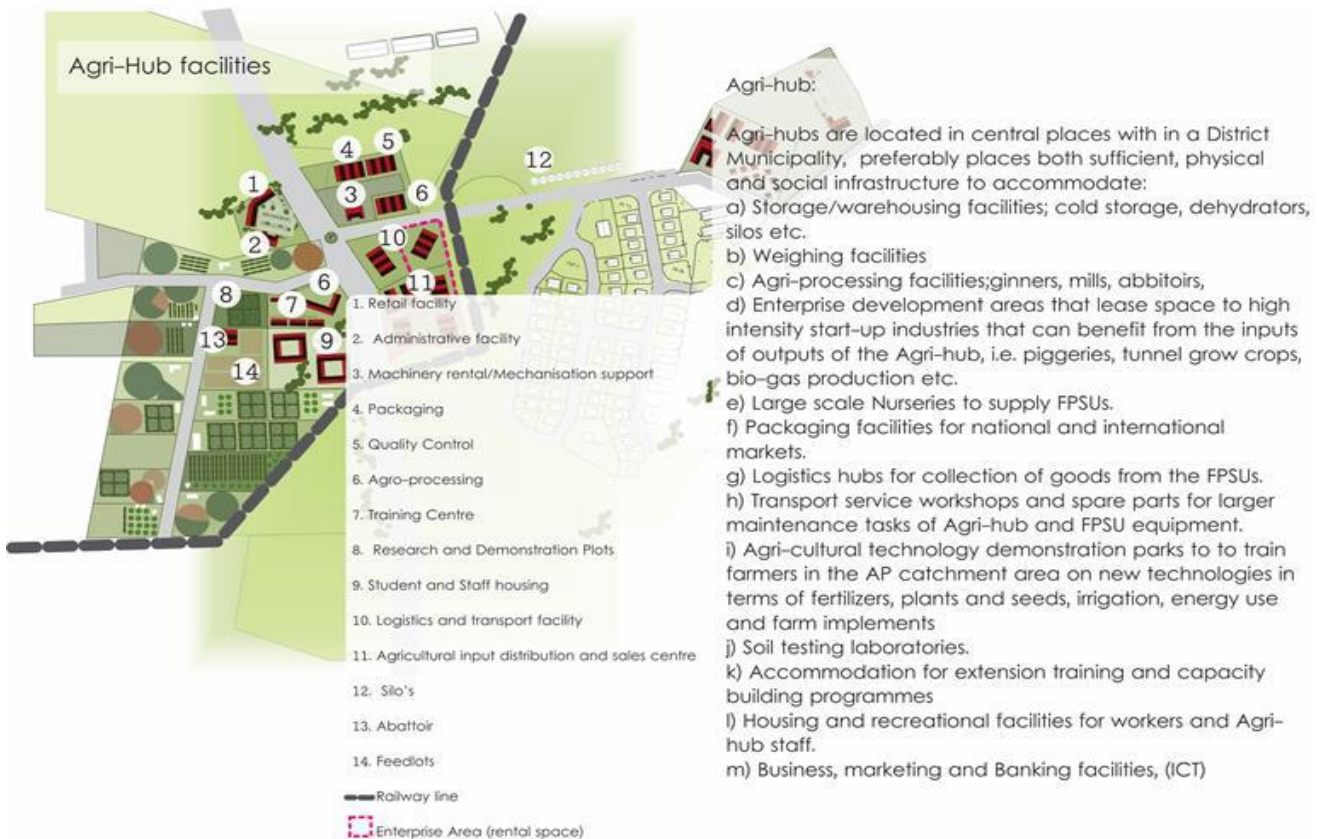 Agri-Hub facilities
1
2
3
4
5
6
12
10
11
6
7
8
13
9
14
1. Retail facility
2. Administrative facility
3. Machinery rental/Mechanisation support
4. Packaging
5. Quality Control
6. Agro-processing
7. Training Centre
8. Research and Demonstration Plots
9. Student and Staff housing
10. Logistics and transport facility
11. Agricultural input distribution and sales centre
12. Silo's
13. Abattoir
14. Feedlots
Railway line
Enterprise Area (rental space)
Agri-hub:
Agri-hubs are located in central places with in a District
Municipality, preferably places both sufficient, physical
and social infrastructure to accommodate:
a) Storage/warehousing facilities; cold storage, dehydrators,
silos etc.
b) Weighing facilities
c) Agri-processing facilities;ginners, mills, abbitoirs,
d) Enterprise development areas that lease space to high
intensity start-up industries that can benefit from the inputs
of outputs of the Agri-hub, i.e. piggeries, tunnel grow crops,
bio-gas production etc.
e) Large scale Nurseries to supply FPSUs.
f) Packaging facilities for national and international
markets.
g) Logistics hubs for collection of goods from the FPSUs.
h) Transport service workshops and spare parts for larger
maintenance tasks of Agri-hub and FPSU equipment.
i) Agri-cultural technology demonstration parks to to train
farmers in the AP catchment area on new technologies in
terms of fertilizers, plants and seeds, irrigation, energy use
and farm implements
j) Soil testing laboratories.
k) Accommodation for extension training and capacity
building programmes
l) Housing and recreational facilities for workers and Agri-
hub staff.
m) Business, marketing and Banking facilities, (ICT)